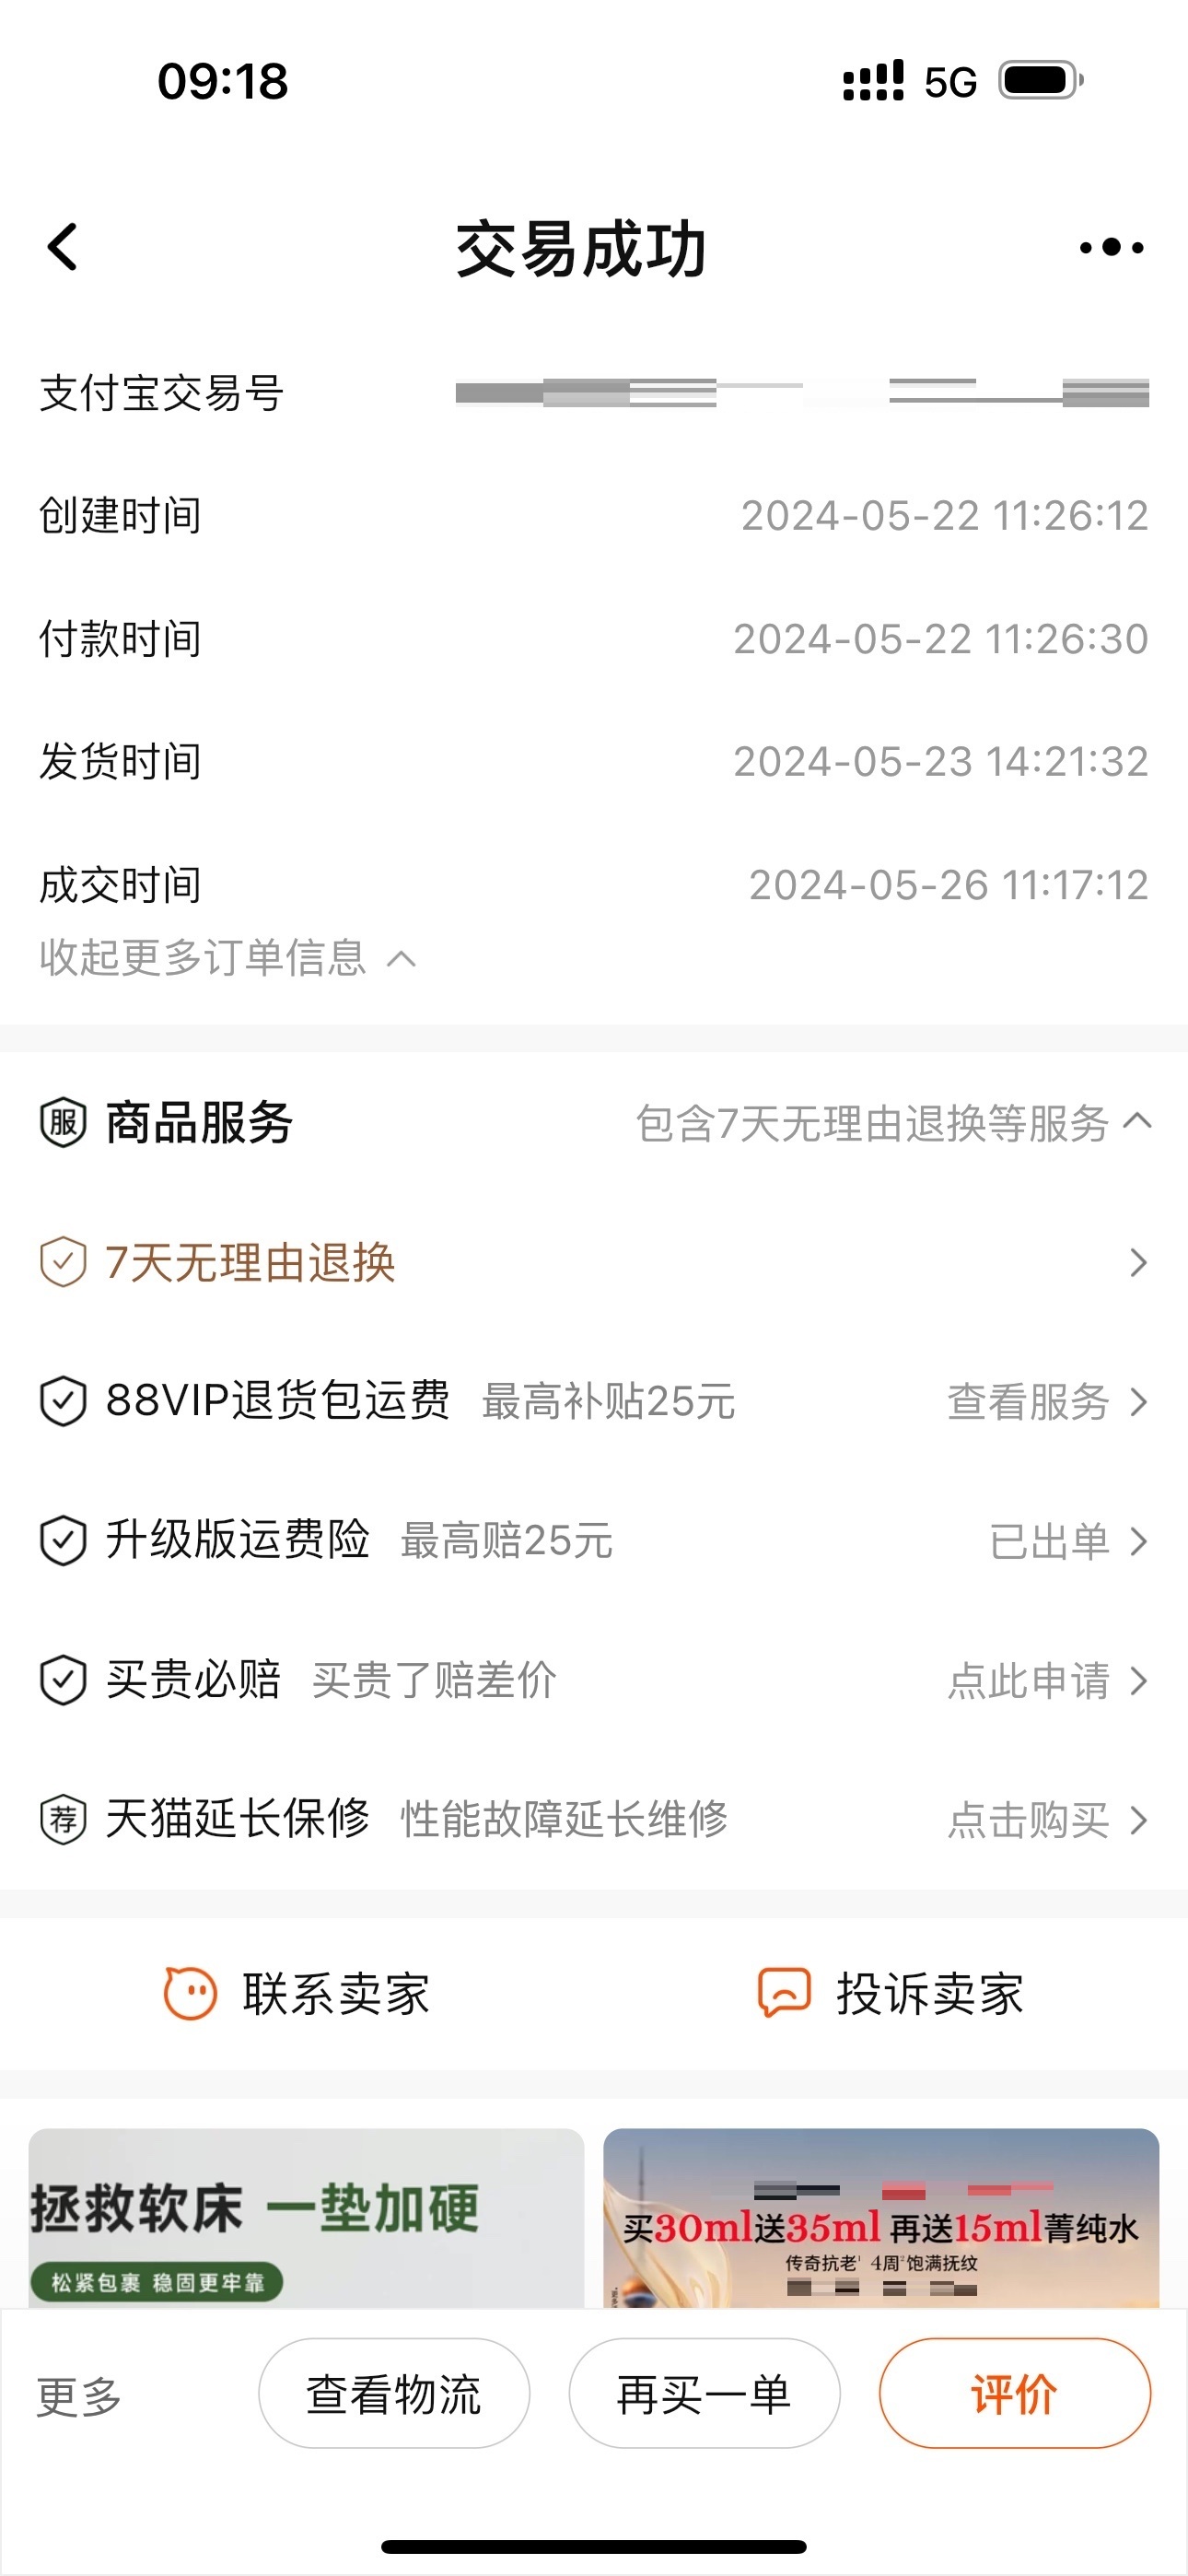 09:18
5G
交易成功
支付宝交易号
创建时间 2024-05-22 11:26:12
付款时间 2024-05-22 11:26:30
发货时间 2024-05-23 14:21:32
成交时间 2024-05-26 11:17:12
收起更多订单信息
服 商品服务 包含7天无理由退换等服务
7天无理由退换
88VIP退货包运费 最高补贴25元 查看服务
升级版运费险 最高赔25元 已出单
买贵必赔 买贵了赔差价 点此申请
荐 天猫延长保修 性能故障延长维修 点击购买
联系卖家 投诉卖家
拯救软床 一垫加硬
松紧包裹 稳固更牢靠
买30ml送35ml 再送15ml菁纯水
传奇抗老¹ 4周²饱满抚纹
更多 查看物流 再买一单 评价